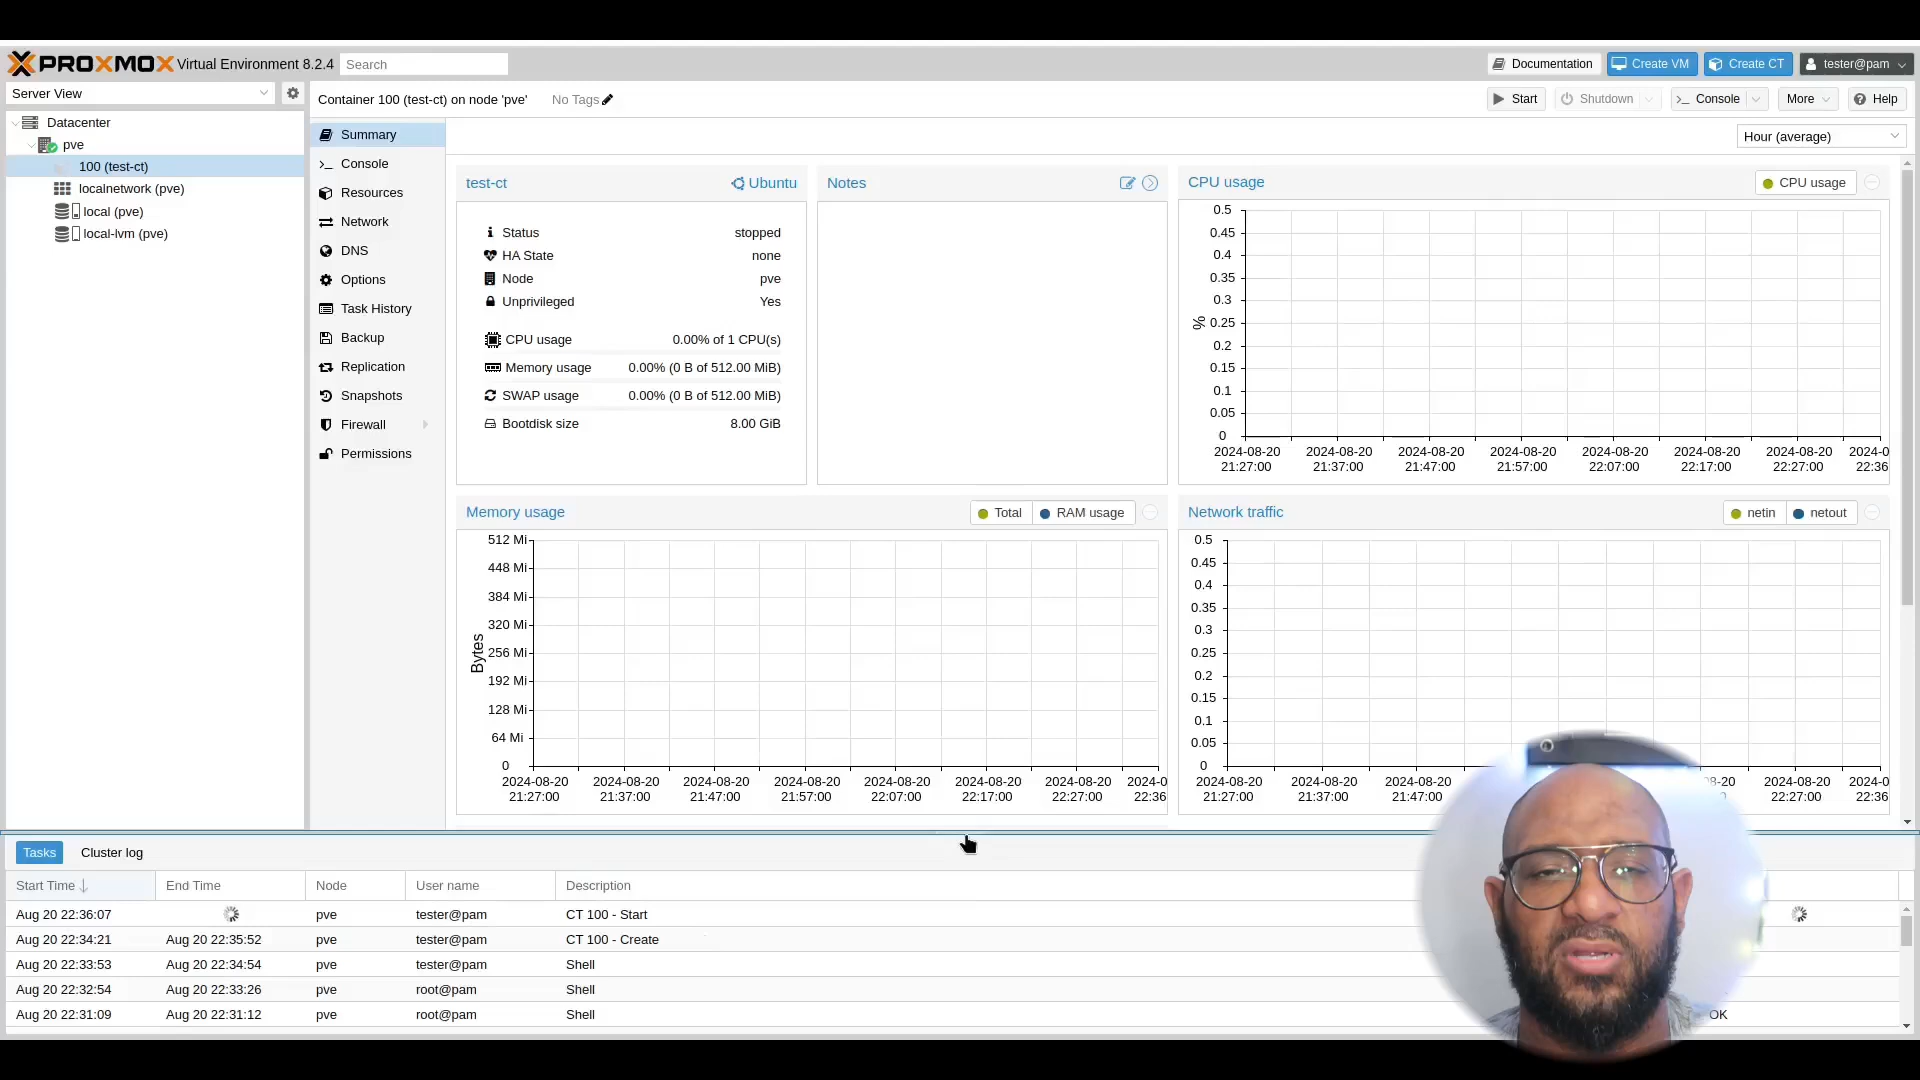 PROXMOX Virtual Environment 8.2.4 Search Documentation Create VM Create CT tester@pam
Server View
Container 100 (test-ct) on node 'pve' No Tags Start Shutdown Console More Help
Datacenter
pve
100 (test-ct)
localnetwork (pve)
local (pve)
local-lvm (pve)
Summary
Console
Resources
Network
DNS
Options
Task History
Backup
Replication
Snapshots
Firewall
Permissions
Hour (average)
test-ct Ubuntu
Status stopped
HA State none
Node pve
Unprivileged Yes
CPU usage 0.00% of 1 CPU(s)
Memory usage 0.00% (0 B of 512.00 MiB)
SWAP usage 0.00% (0 B of 512.00 MiB)
Bootdisk size 8.00 GiB
Notes
CPU usage CPU usage
0.5
0.45
0.4
0.35
0.3
% 0.25
0.2
0.15
0.1
0.05
0
2024-08-20 2024-08-20 2024-08-20 2024-08-20 2024-08-20 2024-08-20 2024-08-20 2024-0
21:27:00 21:37:00 21:47:00 21:57:00 22:07:00 22:17:00 22:27:00 22:36
Memory usage Total RAM usage
512 Mi
448 Mi
384 Mi
320 Mi
Bytes 256 Mi
192 Mi
128 Mi
64 Mi
0
2024-08-20 2024-08-20 2024-08-20 2024-08-20 2024-08-20 2024-08-20 2024-08-20 2024-0
21:27:00 21:37:00 21:47:00 21:57:00 22:07:00 22:17:00 22:27:00 22:36
Network traffic netin netout
0.5
0.45
0.4
0.35
0.3
0.25
0.2
0.15
0.1
0.05
0
2024-08-20 2024-08-20 2024-08-20 08-20 2024-08-20 2024-0
21:27:00 21:37:00 21:47:00 22:27:00 22:36
Tasks Cluster log
Start Time End Time Node User name Description
Aug 20 22:36:07 pve tester@pam CT 100 - Start
Aug 20 22:34:21 Aug 20 22:35:52 pve tester@pam CT 100 - Create
Aug 20 22:33:53 Aug 20 22:34:54 pve tester@pam Shell
Aug 20 22:32:54 Aug 20 22:33:26 pve root@pam Shell
Aug 20 22:31:09 Aug 20 22:31:12 pve root@pam Shell OK